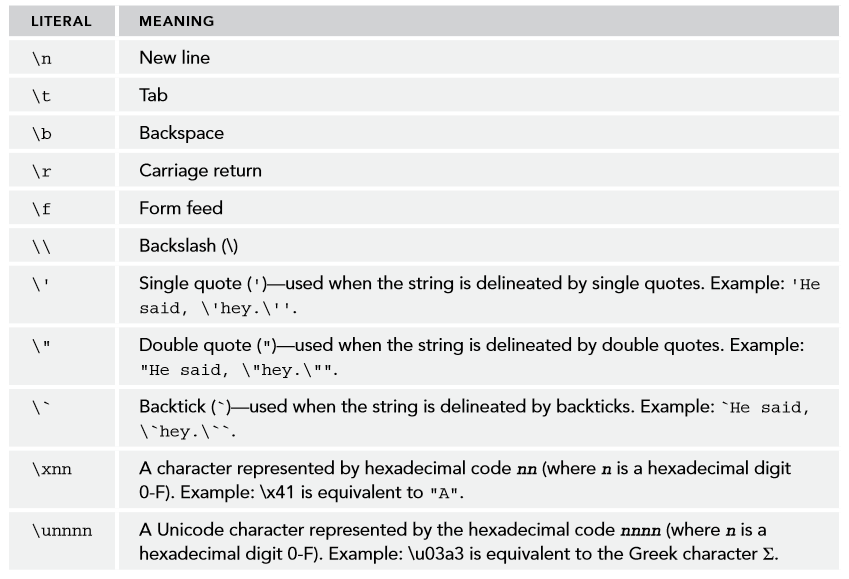 LITERAL MEANING
\n New line
\t Tab
\b Backspace
\r Carriage return
\f Form feed
\\ Backslash (\)
\' Single quote (')—used when the string is delineated by single quotes. Example: 'He
said, \'hey.\''.
\" Double quote (")—used when the string is delineated by double quotes. Example:
"He said, \"hey.\"".
\` Backtick (`)—used when the string is delineated by backticks. Example: `He said,
\`hey.\``.
\xnn A character represented by hexadecimal code nn (where n is a hexadecimal digit
0-F). Example: \x41 is equivalent to "A".
\unnnn A Unicode character represented by the hexadecimal code nnnn (where n is a
hexadecimal digit 0-F). Example: \u03a3 is equivalent to the Greek character Σ.